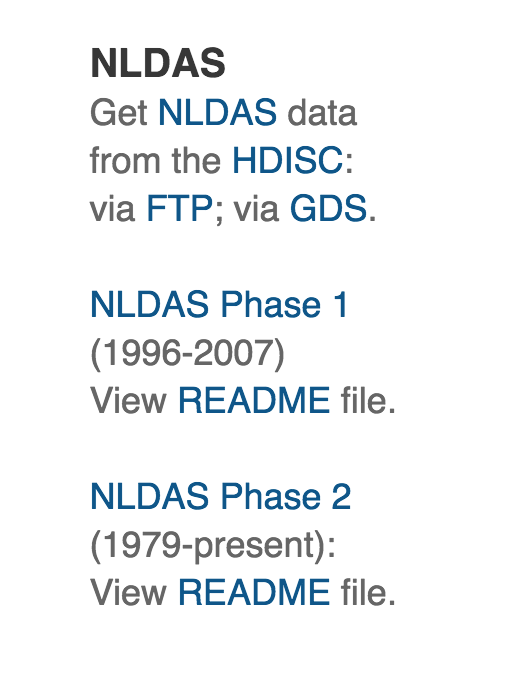 NLDAS
Get NLDAS data
from the HDISC:
via FTP; via GDS.
NLDAS Phase 1
(1996-2007)
View README file.
NLDAS Phase 2
(1979-present):
View README file.